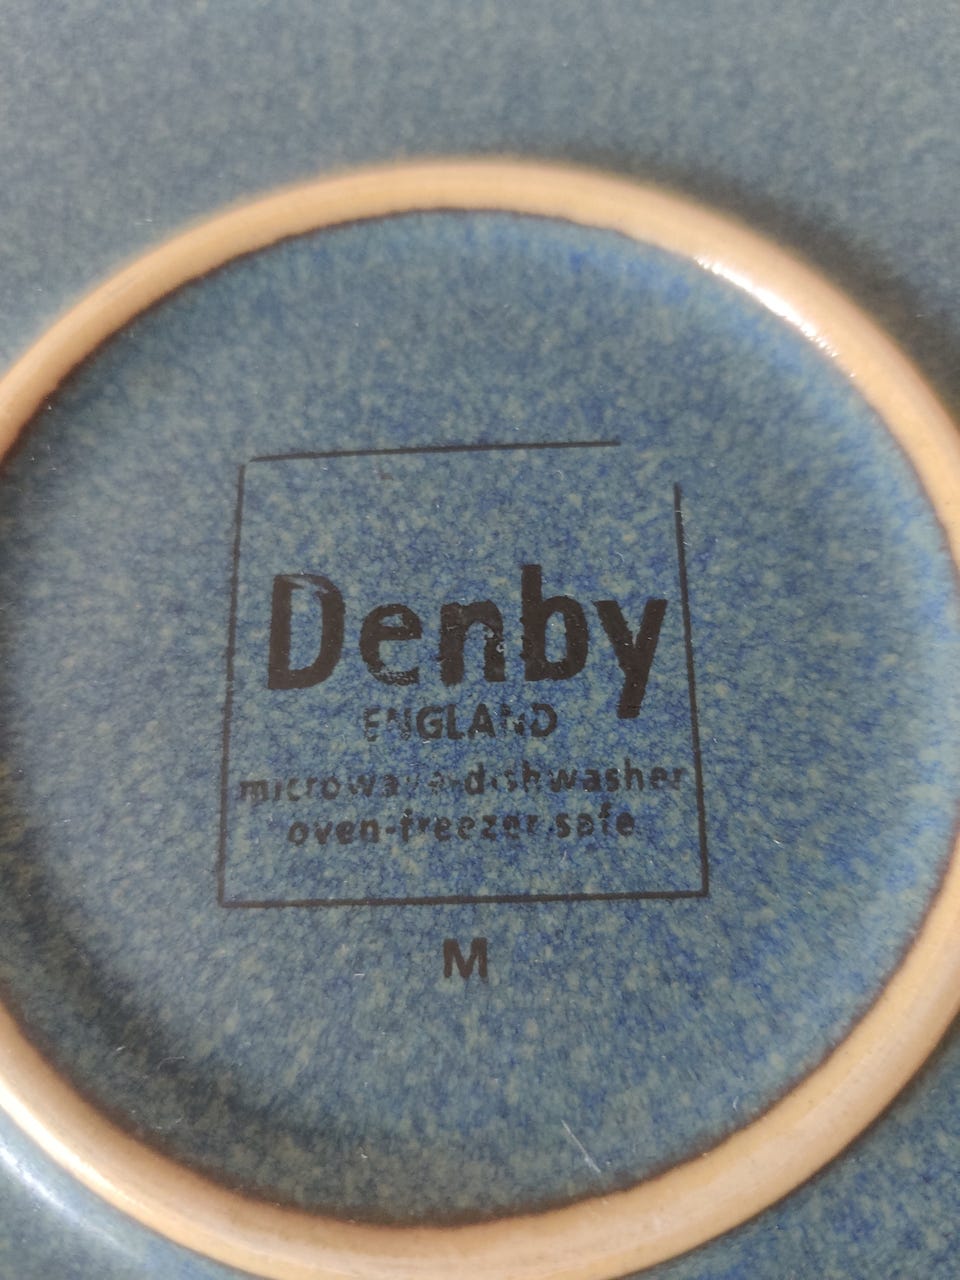 Denby
ENGLAND
microwave-dishwasher
oven-freezer safe
M